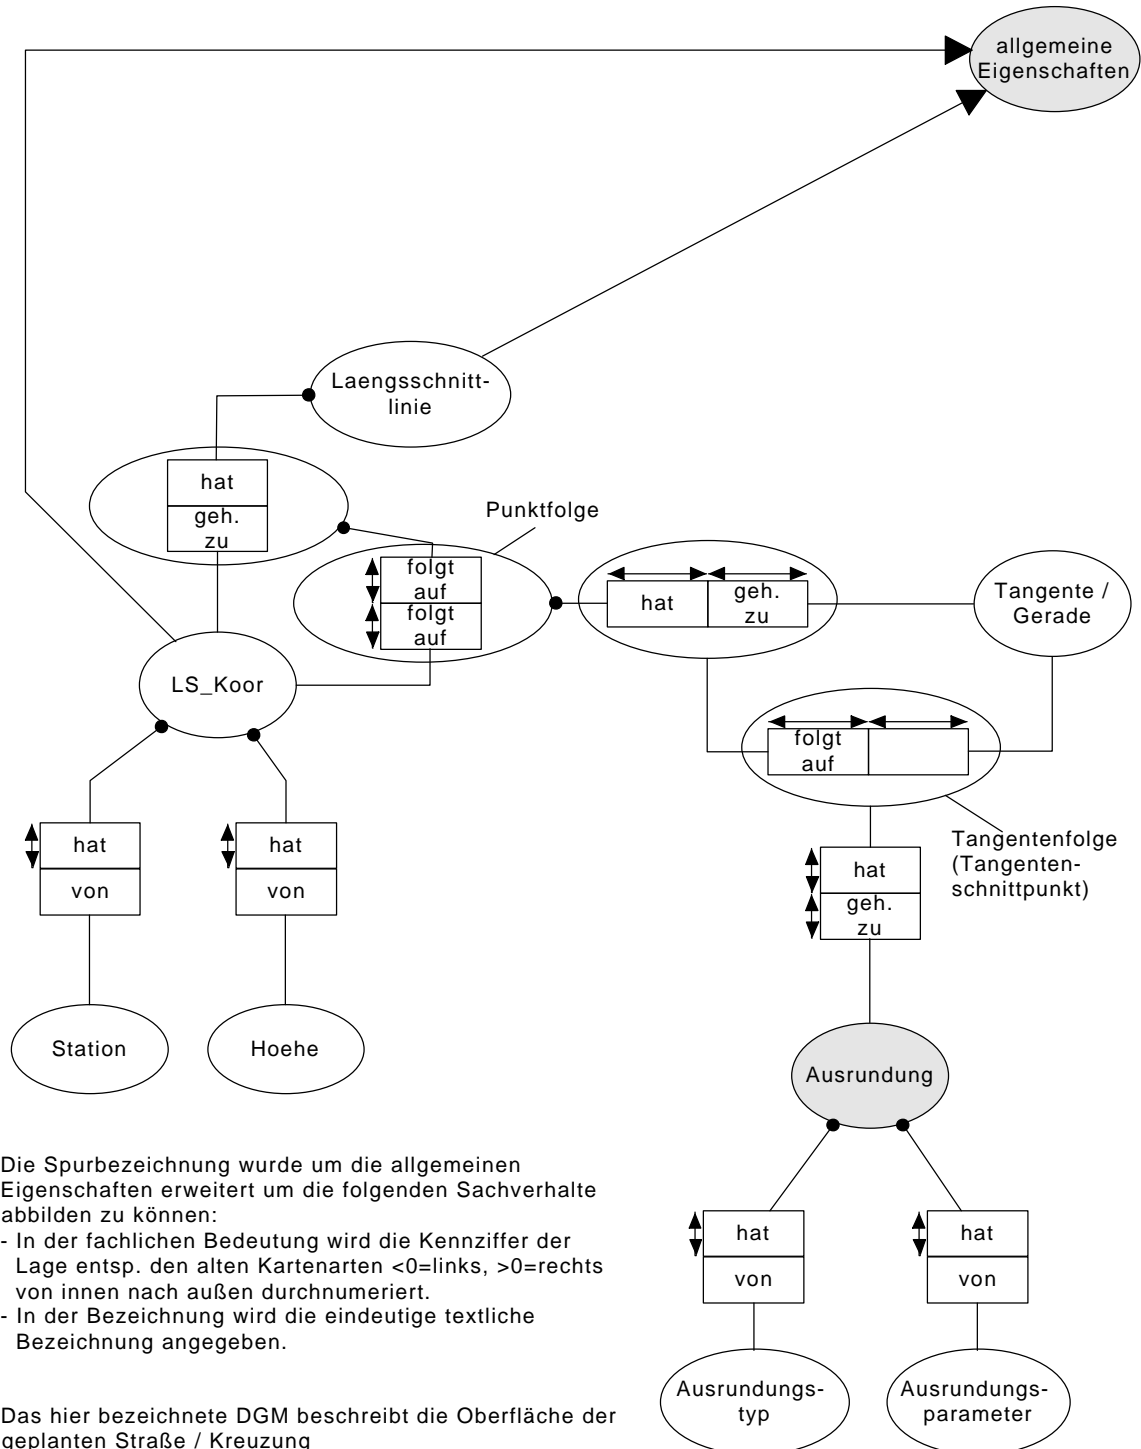 allgemeine
Eigenschaften
Laengsschnitt-
linie
hat
geh.
zu
Punktfolge
folgt
auf
folgt
auf
hat
geh.
zu
Tangente /
Gerade
LS_Koor
folgt
auf
hat
von
hat
von
Tangentenfolge
(Tangenten-
schnittpunkt)
hat
geh.
zu
Station
Hoehe
Ausrundung
Die Spurbezeichnung wurde um die allgemeinen
Eigenschaften erweitert um die folgenden Sachverhalte
abbilden zu können:
- In der fachlichen Bedeutung wird die Kennziffer der
Lage entsp. den alten Kartenarten <0=links, >0=rechts
von innen nach außen durchnumeriert.
- In der Bezeichnung wird die eindeutige textliche
Bezeichnung angegeben.
hat
von
hat
von
Ausrundungs-
typ
Ausrundungs-
parameter
Das hier bezeichnete DGM beschreibt die Oberfläche der
geplanten Straße / Kreuzung